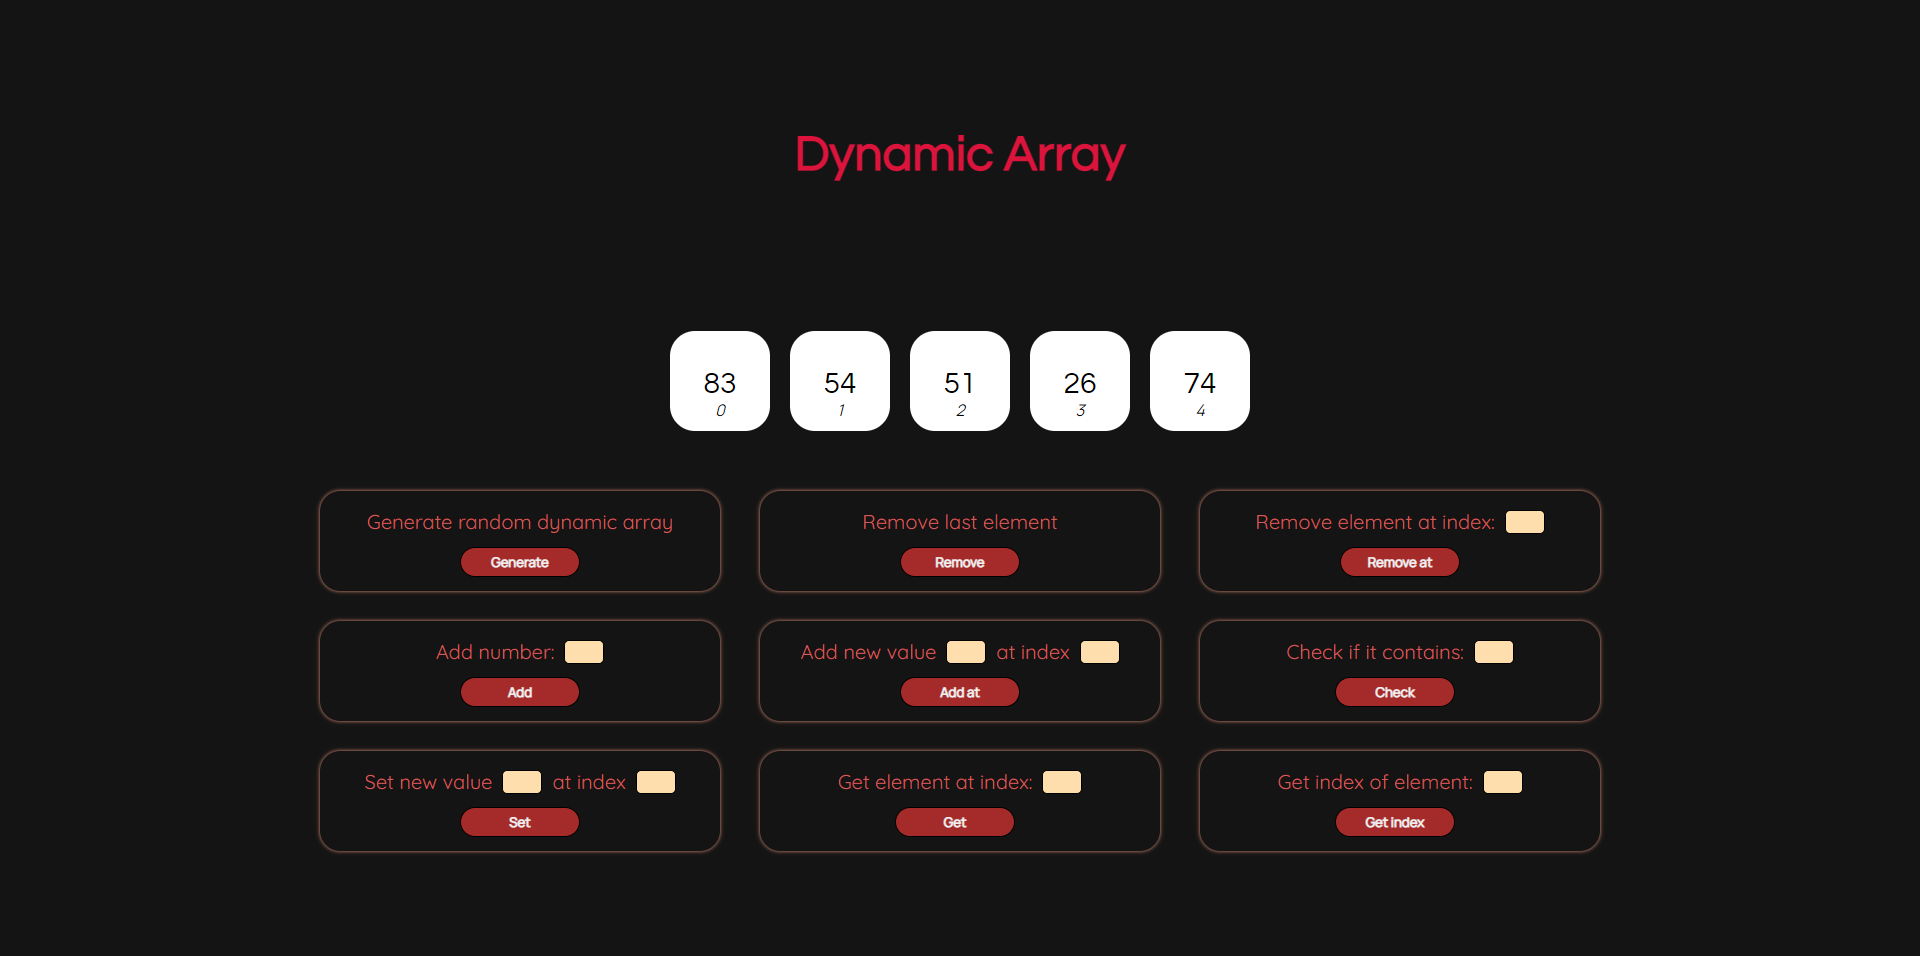 Dynamic Array
83 54 51 26 74
0 1 2 3 4
Generate random dynamic array
Generate
Remove last element
Remove
Remove element at index:
Remove at
Add number:
Add
Add new value at index
Add at
Check if it contains:
Check
Set new value at index
Set
Get element at index:
Get
Get index of element:
Get index